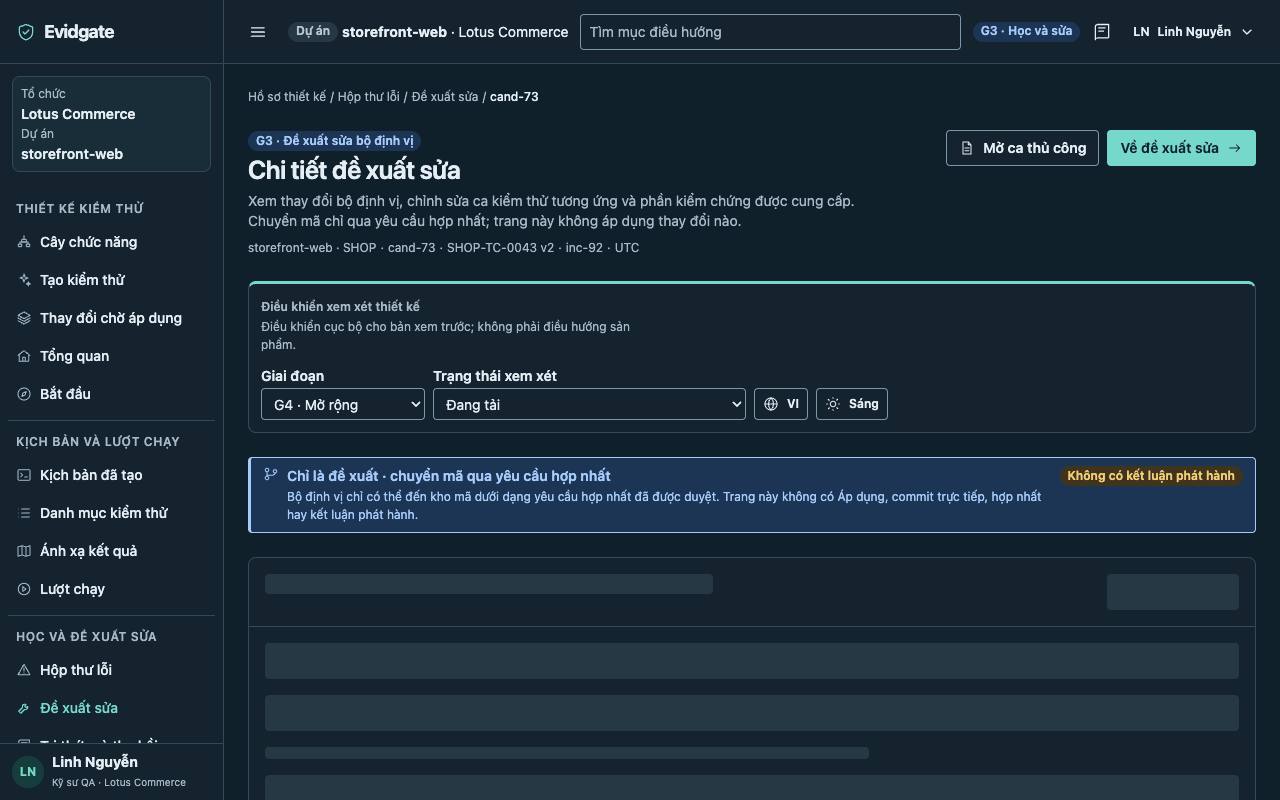 Evidgate
Dự án storefront-web · Lotus Commerce
Tìm mục điều hướng
G3 · Học và sửa
LN Linh Nguyễn
Tổ chức
Lotus Commerce
Dự án
storefront-web
THIẾT KẾ KIỂM THỬ
Cây chức năng
Tạo kiểm thử
Thay đổi chờ áp dụng
Tổng quan
Bắt đầu
KỊCH BẢN VÀ LƯỢT CHẠY
Kịch bản đã tạo
Danh mục kiểm thử
Ánh xạ kết quả
Lượt chạy
HỌC VÀ ĐỀ XUẤT SỬA
Hộp thư lỗi
Đề xuất sửa
LN
Linh Nguyễn
Kỹ sư QA · Lotus Commerce
Hồ sơ thiết kế / Hộp thư lỗi / Đề xuất sửa / cand-73
G3 · Đề xuất sửa bộ định vị
Chi tiết đề xuất sửa
Xem thay đổi bộ định vị, chỉnh sửa ca kiểm thử tương ứng và phần kiểm chứng được cung cấp.
Chuyển mã chỉ qua yêu cầu hợp nhất; trang này không áp dụng thay đổi nào.
storefront-web · SHOP · cand-73 · SHOP-TC-0043 v2 · inc-92 · UTC
Mở ca thủ công
Về đề xuất sửa
Điều khiển xem xét thiết kế
Điều khiển cục bộ cho bản xem trước; không phải điều hướng sản
phẩm.
Giai đoạn
G4 · Mở rộng
Trạng thái xem xét
Đang tải
VI
Sáng
Chỉ là đề xuất · chuyển mã qua yêu cầu hợp nhất
Bộ định vị chỉ có thể đến kho mã dưới dạng yêu cầu hợp nhất đã được duyệt. Trang này không có Áp dụng, commit trực tiếp, hợp nhất
hay kết luận phát hành.
Không có kết luận phát hành